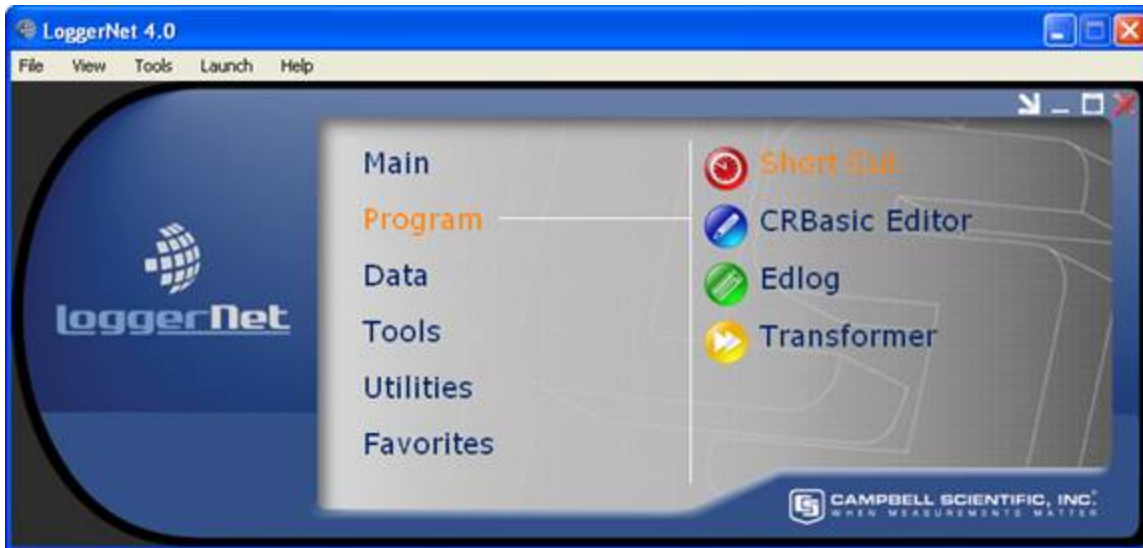 LoggerNet 4.0
File View Tools Launch Help
Main
Program
Data
Tools
Utilities
Favorites
Short Cut
CRBasic Editor
Edlog
Transformer
LoggerNet
CAMPBELL SCIENTIFIC, INC.
WHEN MEASUREMENTS MATTER